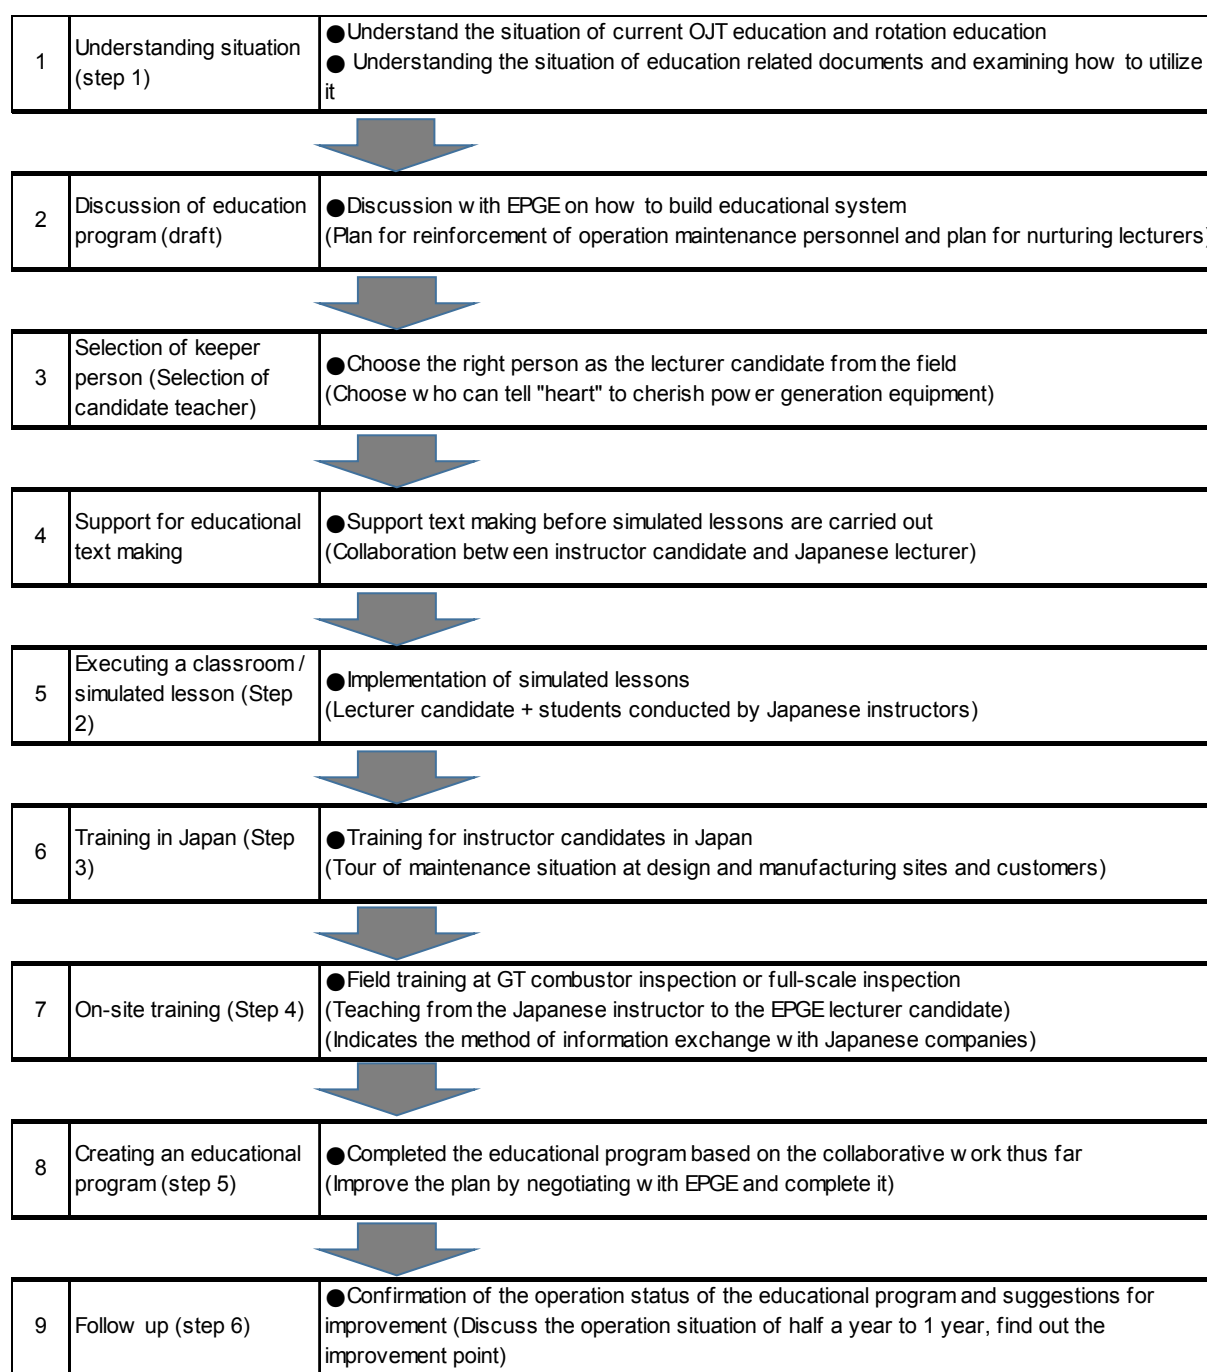 1
Understanding situation
(step 1)
●Understand the situation of current OJT education and rotation education
● Understanding the situation of education related documents and examining how to utilize
it
2
Discussion of education
program (draft)
●Discussion with EPGE on how to build educational system
(Plan for reinforcement of operation maintenance personnel and plan for nurturing lecturers)
3
Selection of keeper
person (Selection of
candidate teacher)
●Choose the right person as the lecturer candidate from the field
(Choose who can tell "heart" to cherish power generation equipment)
4
Support for educational
text making
●Support text making before simulated lessons are carried out
(Collaboration between instructor candidate and Japanese lecturer)
5
Executing a classroom /
simulated lesson (Step
2)
●Implementation of simulated lessons
(Lecturer candidate + students conducted by Japanese instructors)
6
Training in Japan (Step
3)
●Training for instructor candidates in Japan
(Tour of maintenance situation at design and manufacturing sites and customers)
7
On-site training (Step 4)
●Field training at GT combustor inspection or full-scale inspection
(Teaching from the Japanese instructor to the EPGE lecturer candidate)
(Indicates the method of information exchange with Japanese companies)
8
Creating an educational
program (step 5)
●Completed the educational program based on the collaborative work thus far
(Improve the plan by negotiating with EPGE and complete it)
9
Follow up (step 6)
●Confirmation of the operation status of the educational program and suggestions for
improvement (Discuss the operation situation of half a year to 1 year, find out the
improvement point)